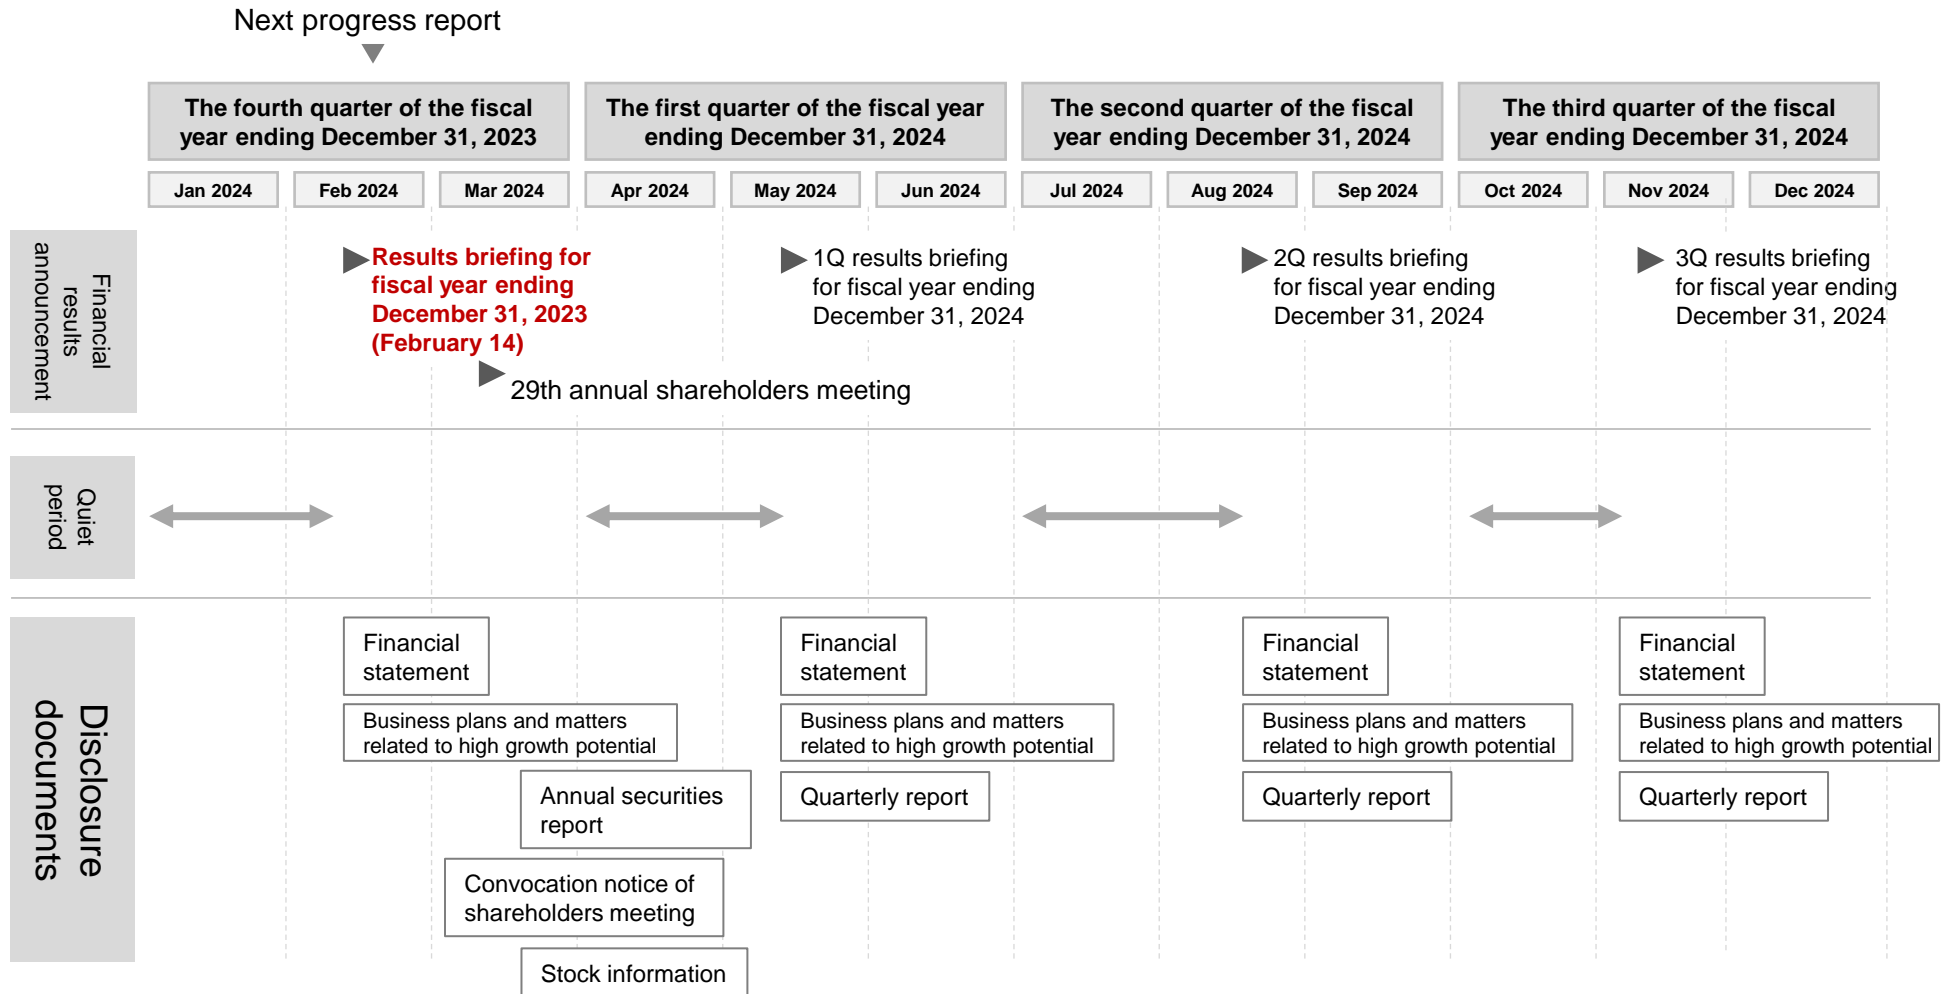 Next progress report
The fourth quarter of the fiscal
year ending December 31, 2023
The first quarter of the fiscal year
ending December 31, 2024
The second quarter of the fiscal
year ending December 31, 2024
The third quarter of the fiscal
year ending December 31, 2024
Jan 2024
Feb 2024
Mar 2024
Apr 2024
May 2024
Jun 2024
Jul 2024
Aug 2024
Sep 2024
Oct 2024
Nov 2024
Dec 2024
Financial
results
announcement
Results briefing for
fiscal year ending
December 31, 2023
(February 14)
1Q results briefing
for fiscal year ending
December 31, 2024
2Q results briefing
for fiscal year ending
December 31, 2024
3Q results briefing
for fiscal year ending
December 31, 2024
29th annual shareholders meeting
Quiet
period
Disclosure
documents
Financial
statement
Business plans and matters
related to high growth potential
Annual securities
report
Convocation notice of
shareholders meeting
Stock information
Financial
statement
Business plans and matters
related to high growth potential
Quarterly report
Financial
statement
Business plans and matters
related to high growth potential
Quarterly report
Financial
statement
Business plans and matters
related to high growth potential
Quarterly report